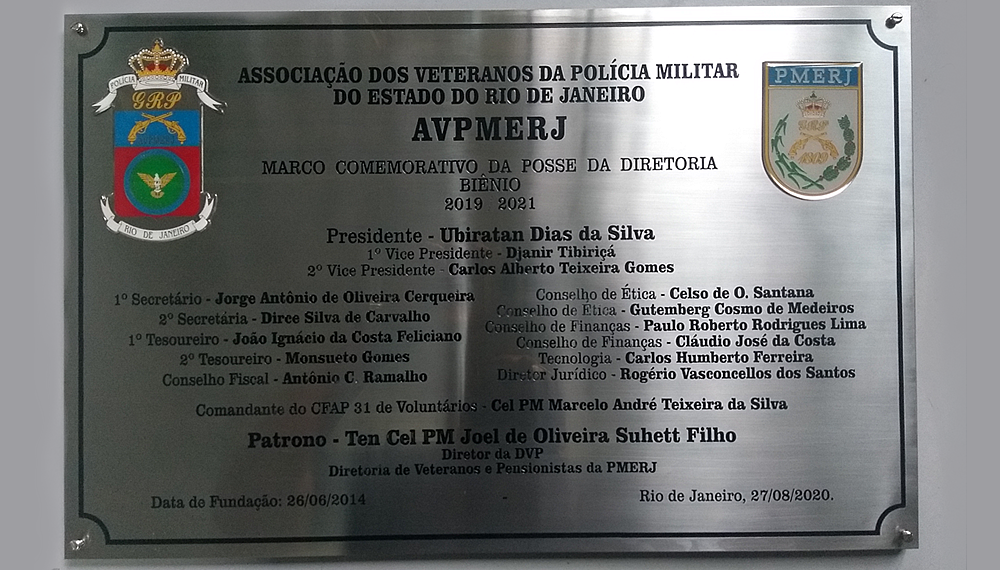 POLÍCIA MILITAR
GRP
RIO DE JANEIRO
PMERJ
ASSOCIAÇÃO DOS VETERANOS DA POLÍCIA MILITAR
DO ESTADO DO RIO DE JANEIRO
AVPMERJ
MARCO COMEMORATIVO DA POSSE DA DIRETORIA
BIÊNIO
2019 2021
Presidente - Ubiratan Dias da Silva
1º Vice Presidente - Djanir Tibiriçá
2º Vice Presidente - Carlos Alberto Teixeira Gomes
1º Secretário - Jorge Antônio de Oliveira Cerqueira
2º Secretária - Dirce Silva de Carvalho
1º Tesoureiro - João Ignácio da Costa Feliciano
2º Tesoureiro - Monsueto Gomes
Conselho Fiscal - Antônio C. Ramalho
Conselho de Ética - Celso de O. Santana
Conselho de Ética - Gutemberg Cosmo de Medeiros
Conselho de Finanças - Paulo Roberto Rodrigues Lima
Conselho de Finanças - Cláudio José da Costa
Tecnologia - Carlos Humberto Ferreira
Diretor Jurídico - Rogério Vasconcellos dos Santos
Comandante do CFAP 31 de Voluntários - Cel PM Marcelo André Teixeira da Silva
Patrono - Ten Cel PM Joel de Oliveira Suhett Filho
Diretor da DVP
Diretoria de Veteranos e Pensionistas da PMERJ
Data de Fundação: 26/06/2014 - Rio de Janeiro, 27/08/2020.